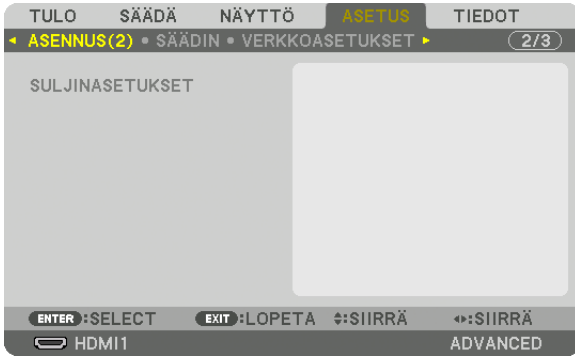 TULO SÄÄDÄ NÄYTTÖ ASETUS TIEDOT
ASENNUS(2) • SÄÄDIN • VERKKOASETUKSET 2/3
SULJINASETUKSET
ENTER :SELECT EXIT :LOPETA :SIIRRÄ :SIIRRÄ
HDMI1 ADVANCED